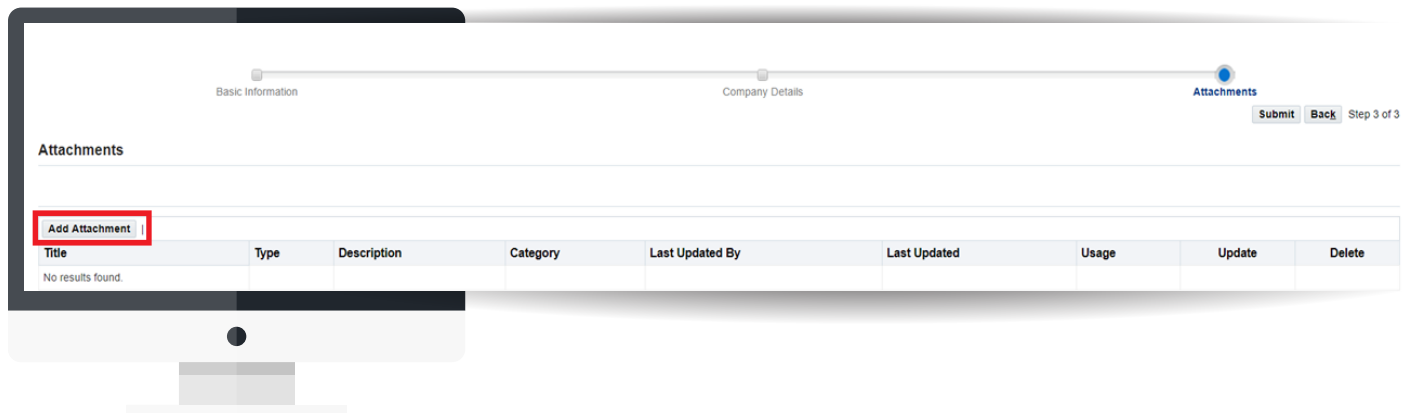 Basic Information Company Details Attachments
Submit Back Step 3 of 3
Attachments
Add Attachment |
Title Type Description Category Last Updated By Last Updated Usage Update Delete
No results found.